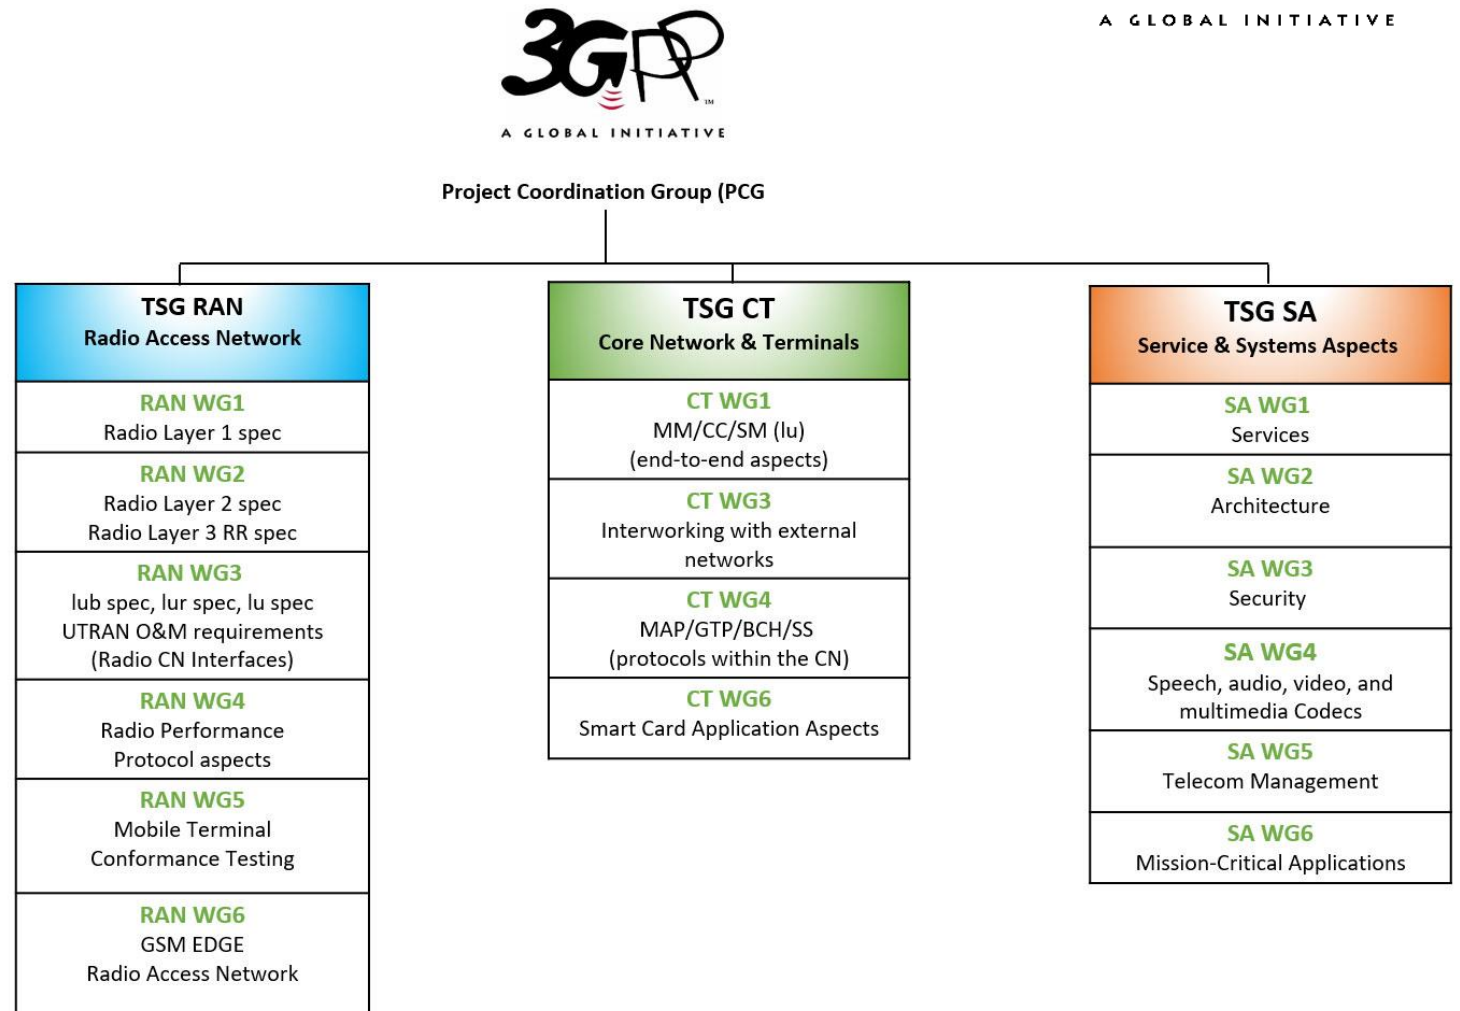 A GLOBAL INITIATIVE
3GPP
TM
A GLOBAL INITIATIVE
Project Coordination Group (PCG
TSG RAN
Radio Access Network
RAN WG1
Radio Layer 1 spec
RAN WG2
Radio Layer 2 spec
Radio Layer 3 RR spec
RAN WG3
lub spec, lur spec, lu spec
UTRAN O&M requirements
(Radio CN Interfaces)
RAN WG4
Radio Performance
Protocol aspects
RAN WG5
Mobile Terminal
Conformance Testing
RAN WG6
GSM EDGE
Radio Access Network
TSG CT
Core Network & Terminals
CT WG1
MM/CC/SM (lu)
(end-to-end aspects)
CT WG3
Interworking with external
networks
CT WG4
MAP/GTP/BCH/SS
(protocols within the CN)
CT WG6
Smart Card Application Aspects
TSG SA
Service & Systems Aspects
SA WG1
Services
SA WG2
Architecture
SA WG3
Security
SA WG4
Speech, audio, video, and
multimedia Codecs
SA WG5
Telecom Management
SA WG6
Mission-Critical Applications